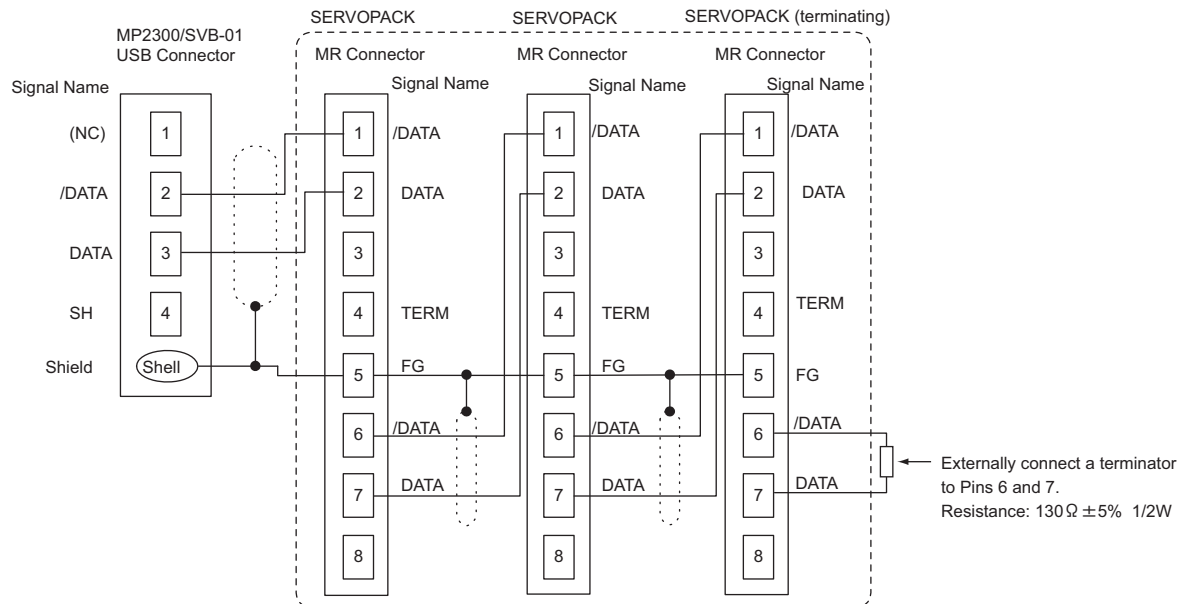 SERVOPACK SERVOPACK SERVOPACK (terminating)
MP2300/SVB-01
USB Connector
MR Connector MR Connector MR Connector
Signal Name Signal Name Signal Name Signal Name
(NC) 1 1 /DATA 1 /DATA 1 /DATA
/DATA 2 2 DATA 2 DATA 2 DATA
DATA 3 3 3 3
SH 4 4 TERM 4 TERM 4 TERM
Shield Shell 5 FG 5 FG 5 FG
6 /DATA 6 /DATA 6 /DATA
7 DATA 7 DATA 7 DATA
8 8 8
Externally connect a terminator
to Pins 6 and 7.
Resistance: 130Ω ±5% 1/2W